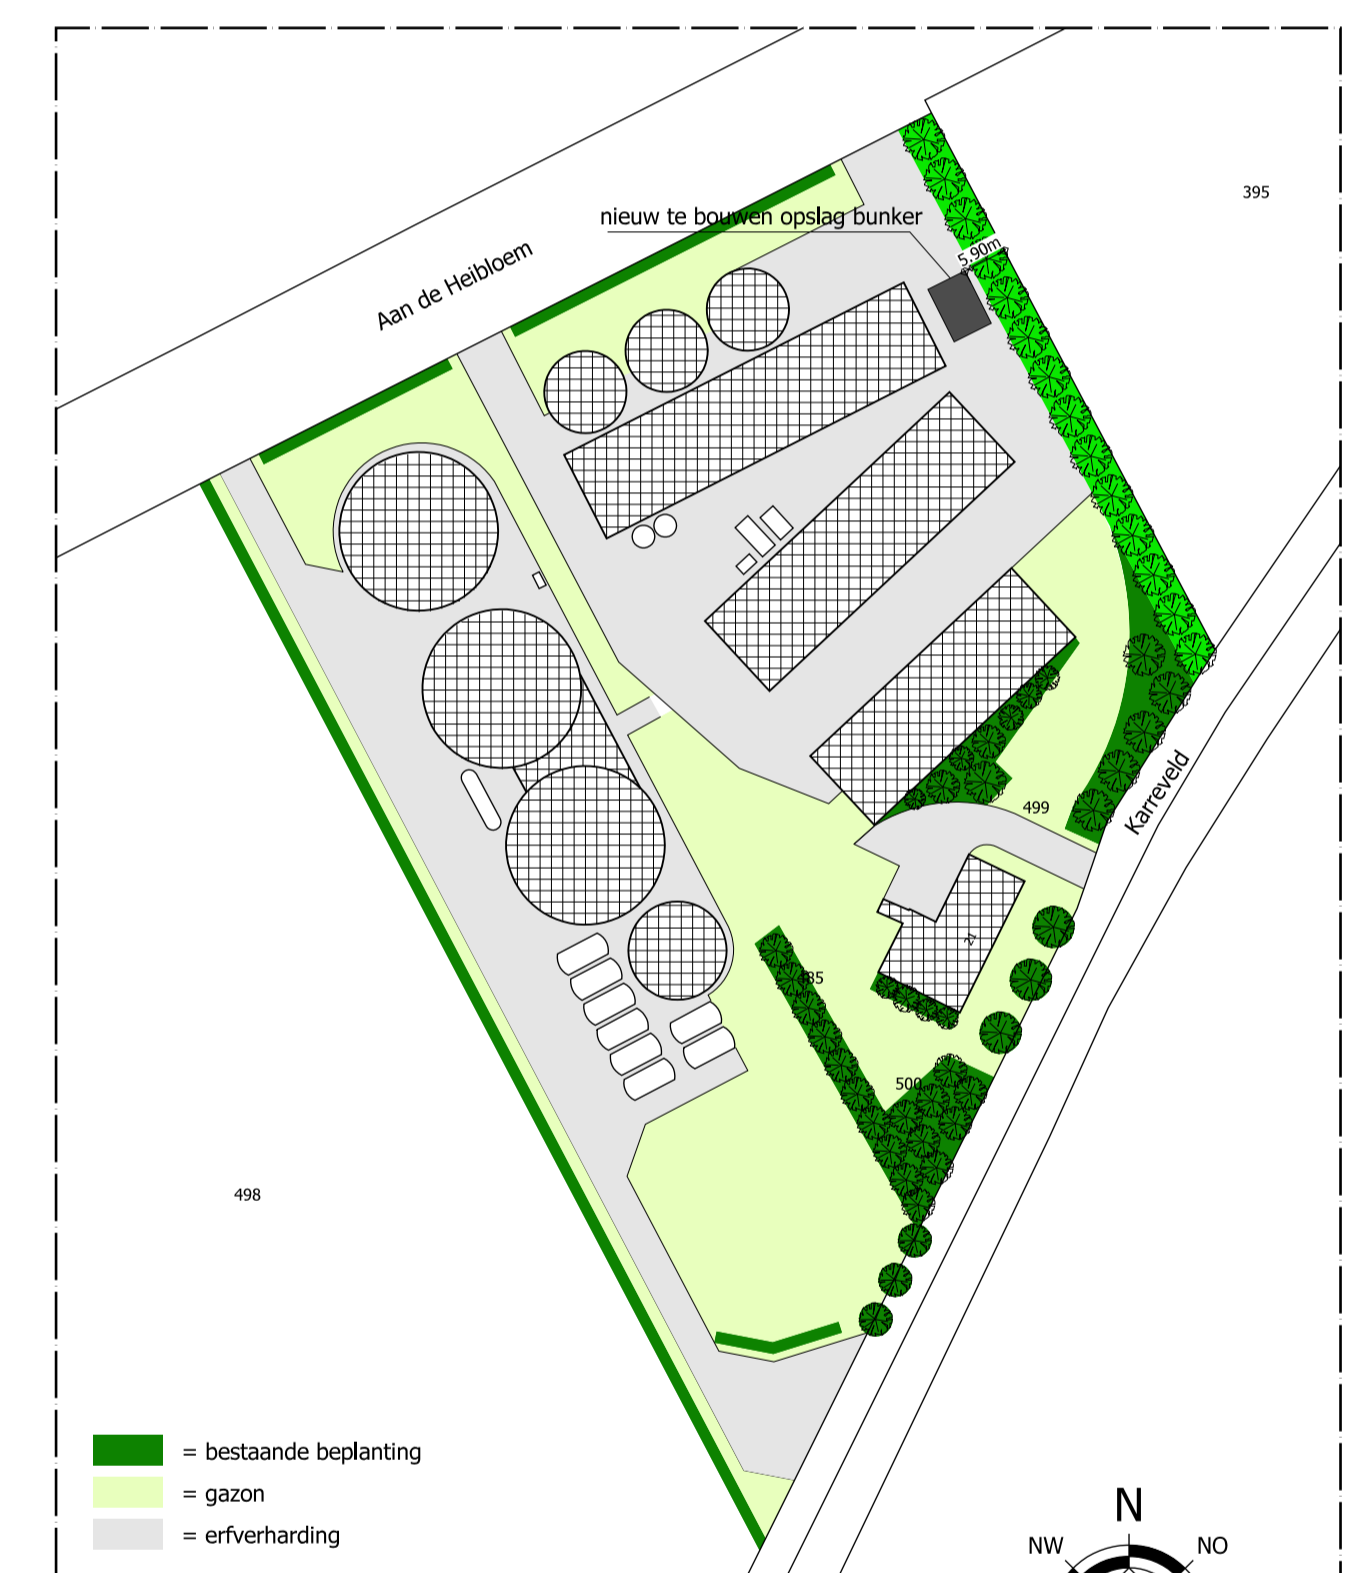 395
nieuw te bouwen opslag bunker
5.90m
Aan de Heibloem
Karreveld
499
21
500
498
= bestaande beplanting
= gazon
= erfverharding
N
NW
NO